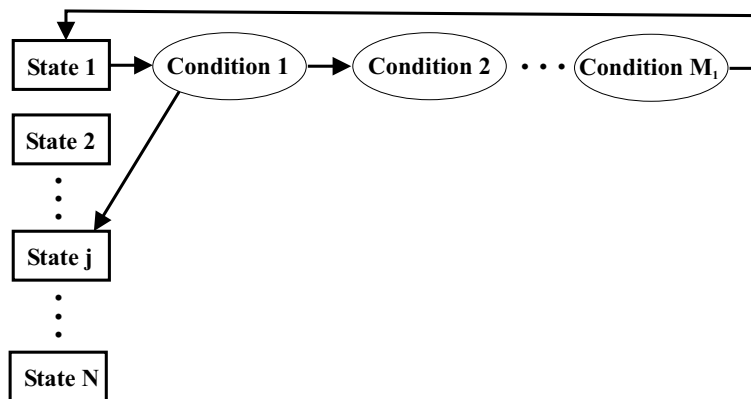 State 1
Condition 1
Condition 2
. . .
Condition M₁
State 2
State j
State N